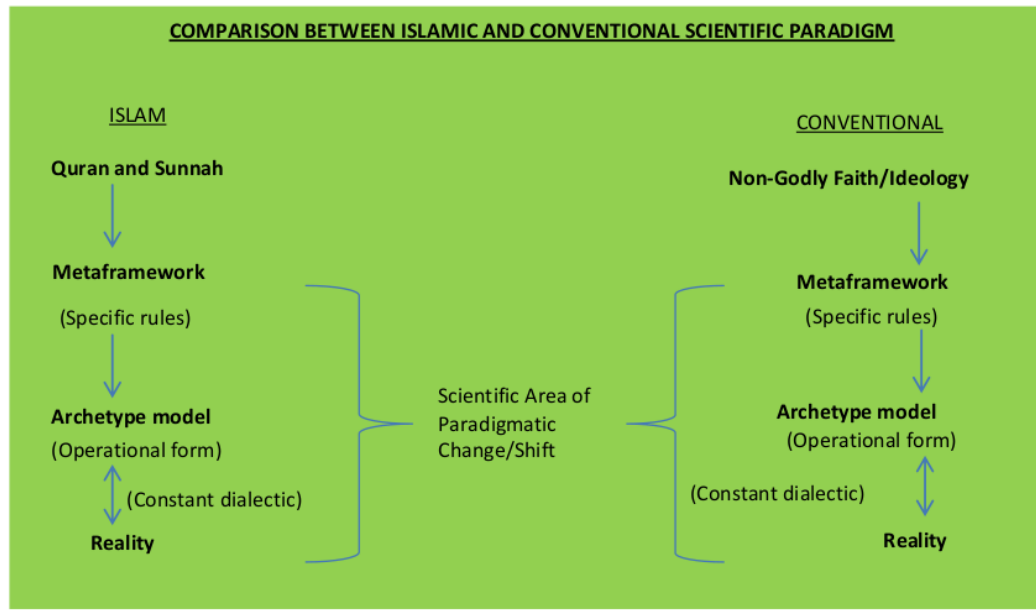 COMPARISON BETWEEN ISLAMIC AND CONVENTIONAL SCIENTIFIC PARADIGM
ISLAM
Quran and Sunnah
Metaframework
(Specific rules)
Archetype model
(Operational form)
(Constant dialectic)
Reality
Scientific Area of
Paradigmatic
Change/Shift
CONVENTIONAL
Non-Godly Faith/Ideology
Metaframework
(Specific rules)
Archetype model
(Operational form)
(Constant dialectic)
Reality